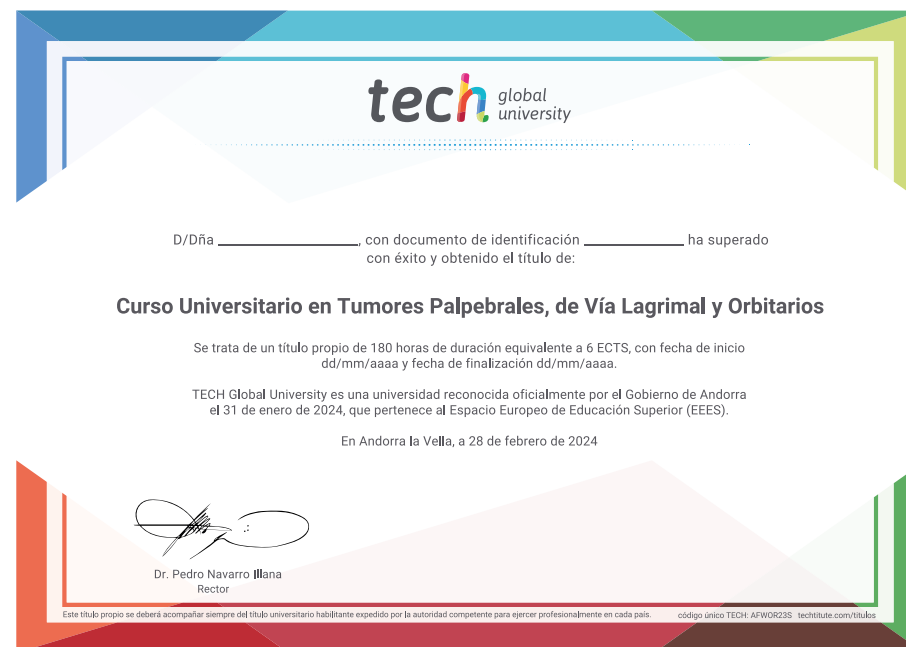 tech global university
D/Dña ____________________, con documento de identificación ______________ ha superado
con éxito y obtenido el título de:
Curso Universitario en Tumores Palpebrales, de Vía Lagrimal y Orbitarios
Se trata de un título propio de 180 horas de duración equivalente a 6 ECTS, con fecha de inicio
dd/mm/aaaa y fecha de finalización dd/mm/aaaa.
TECH Global University es una universidad reconocida oficialmente por el Gobierno de Andorra
el 31 de enero de 2024, que pertenece al Espacio Europeo de Educación Superior (EEES).
En Andorra la Vella, a 28 de febrero de 2024
Dr. Pedro Navarro Illana
Rector
Este título propio se deberá acompañar siempre del título universitario habilitante expedido por la autoridad competente para ejercer profesionalmente en cada país.
código único TECH: AFWOR23S techtitute.com/titulos